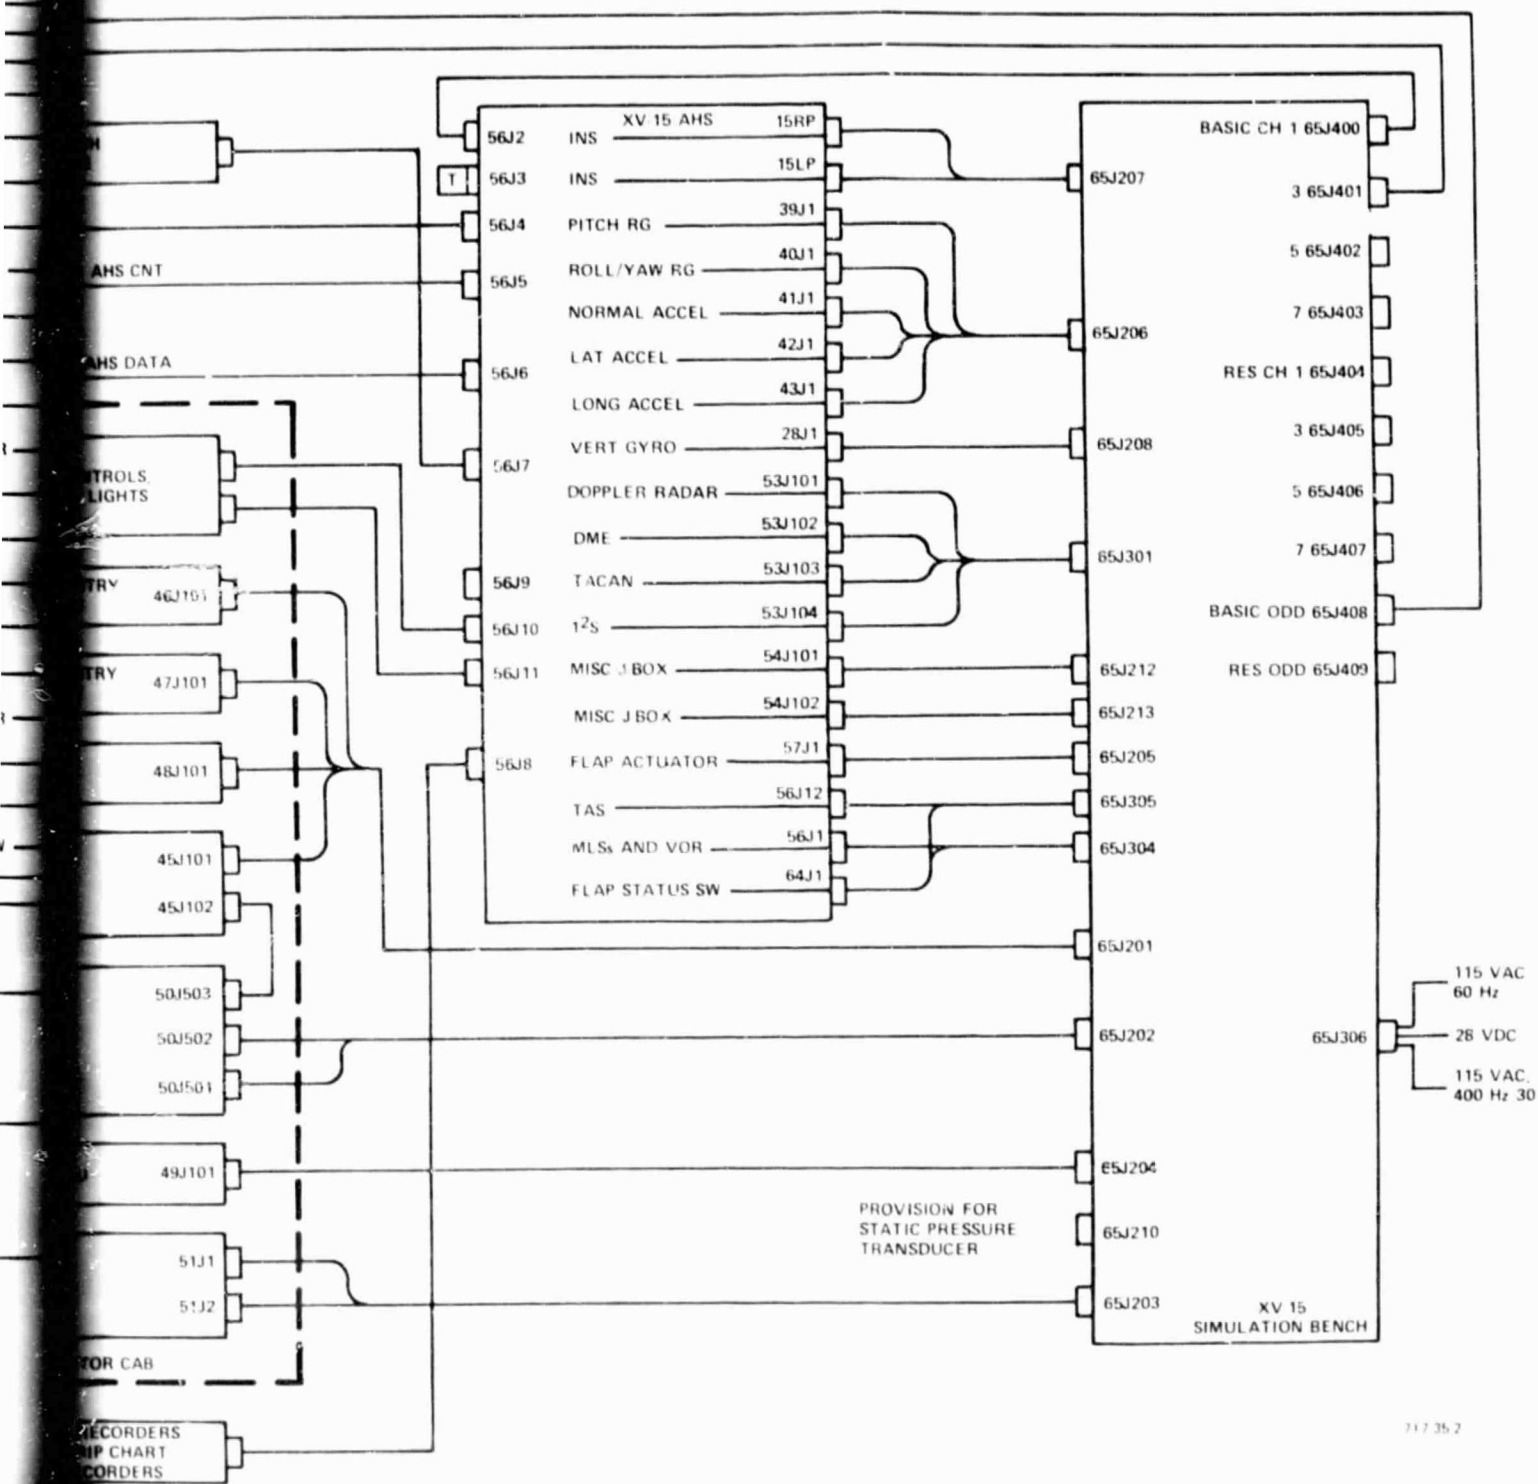 XV 15 AHS
56J2 INS 15RP
T 56J3 INS 15LP
56J4 PITCH RG 39J1
AHS CNT
56J5 ROLL/YAW RG 40J1
NORMAL ACCEL 41J1
AHS DATA
56J6 LAT ACCEL 42J1
LONG ACCEL 43J1
56J7 VERT GYRO 28J1
DOPPLER RADAR 53J101
DME 53J102
56J9 TACAN 53J103
56J10 I²S 53J104
56J11 MISC J BOX 54J101
MISC J BOX 54J102
56J8 FLAP ACTUATOR 57J1
TAS 56J12
MLSs AND VOR 56J1
FLAP STATUS SW 64J1
LIGHTS
46J101
47J101
48J101
45J101
45J102
50J503
50J502
50J501
49J101
51J1
51J2
CAB
CHART
65J207
65J206
65J208
65J301
65J212
65J213
65J205
65J305
65J304
65J201
65J202
65J204
PROVISION FOR
STATIC PRESSURE
TRANSDUCER
65J210
65J203
BASIC CH 1 65J400
3 65J401
5 65J402
7 65J403
RES CH 1 65J404
3 65J405
5 65J406
7 65J407
BASIC ODD 65J408
RES ODD 65J409
65J306
115 VAC
60 Hz
28 VDC
115 VAC,
400 Hz 30
XV 15
SIMULATION BENCH
717 35 2